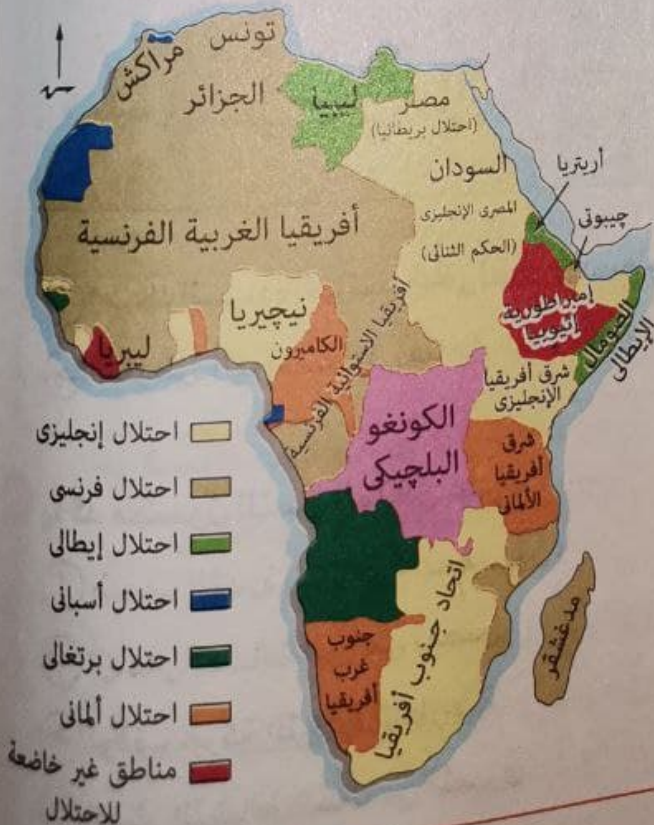 تونس
مراكش
الجزائر
ليبيا
مصر
(احتلال بريطانيا)
السودان
المصرى الإنجليزى
(الحكم الثنائى)
أريتريا
چيبوتى
أفريقيا الغربية الفرنسية
إمبراطورية
إثيوبيا
الصومال
الإيطالى
نيچيريا
الكاميرون
أفريقيا الاستوائية الفرنسية
ليبريا
شرق أفريقيا
الإنجليزى
الكونغو
البلچيكى
شرق
أفريقيا
الألمانى
اتحاد جنوب أفريقيا
جنوب
غرب
أفريقيا
مدغشقر
احتلال إنجليزى
احتلال فرنسى
احتلال إيطالى
احتلال أسبانى
احتلال برتغالى
احتلال ألمانى
مناطق غير خاضعة
للاحتلال